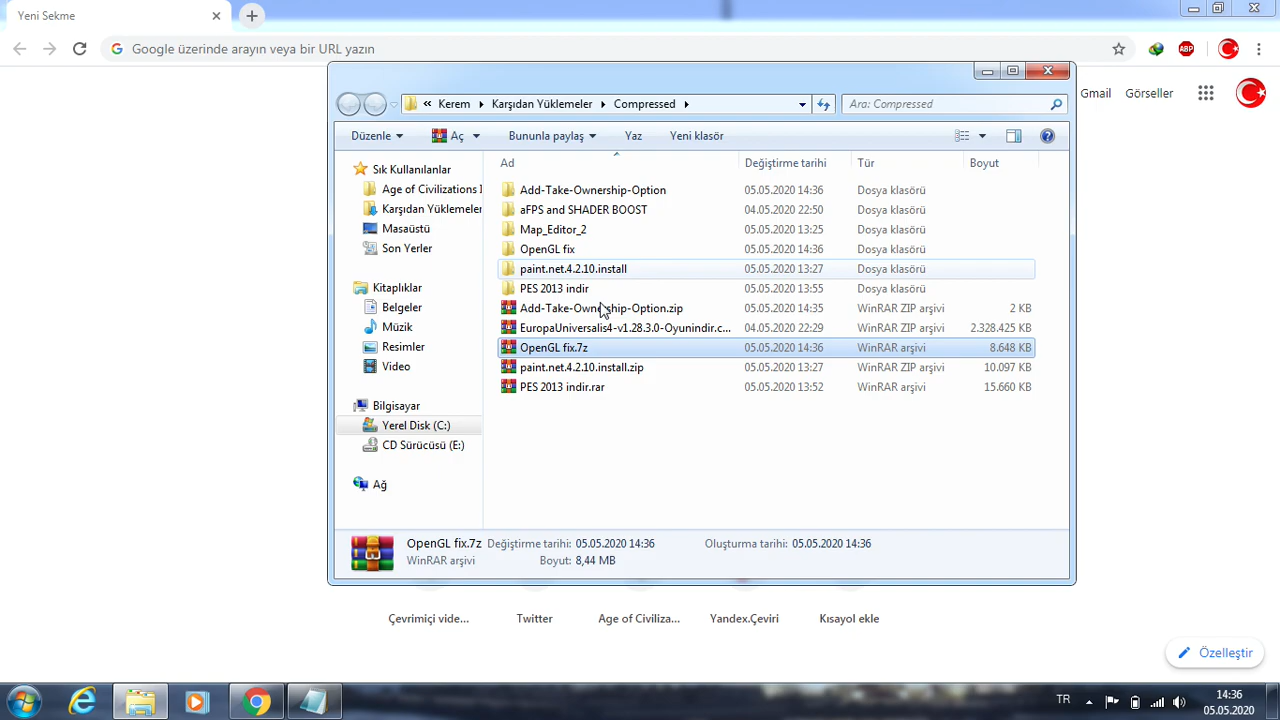 Yeni Sekme
Google üzerinde arayın veya bir URL yazın
ABP
Gmail Görseller
« Kerem Karşıdan Yüklemeler Compressed
Ara: Compressed
Düzenle Aç Bununla paylaş Yaz Yeni klasör
Ad Değiştirme tarihi Tür Boyut
Sık Kullanılanlar
Age of Civilizations I
Karşıdan Yüklemeler
Masaüstü
Son Yerler
Kitaplıklar
Belgeler
Müzik
Resimler
Video
Bilgisayar
Yerel Disk (C:)
CD Sürücüsü (E:)
Ağ
Add-Take-Ownership-Option 05.05.2020 14:36 Dosya klasörü
aFPS and SHADER BOOST 04.05.2020 22:50 Dosya klasörü
Map_Editor_2 05.05.2020 13:25 Dosya klasörü
OpenGL fix 05.05.2020 14:36 Dosya klasörü
paint.net.4.2.10.install 05.05.2020 13:27 Dosya klasörü
PES 2013 indir 05.05.2020 13:55 Dosya klasörü
Add-Take-Ownership-Option.zip 05.05.2020 14:35 WinRAR ZIP arşivi 2 KB
EuropaUniversalis4-v1.28.3.0-Oyunindir.c... 04.05.2020 22:29 WinRAR ZIP arşivi 2.328.425 KB
OpenGL fix.7z 05.05.2020 14:36 WinRAR arşivi 8.648 KB
paint.net.4.2.10.install.zip 05.05.2020 13:27 WinRAR ZIP arşivi 10.097 KB
PES 2013 indir.rar 05.05.2020 13:52 WinRAR arşivi 15.660 KB
OpenGL fix.7z Değiştirme tarihi: 05.05.2020 14:36 Oluşturma tarihi: 05.05.2020 14:36
WinRAR arşivi Boyut: 8,44 MB
Çevrimiçi vide... Twitter Age of Civiliza... Yandex.Çeviri Kısayol ekle
Özelleştir
TR
14:36
05.05.2020